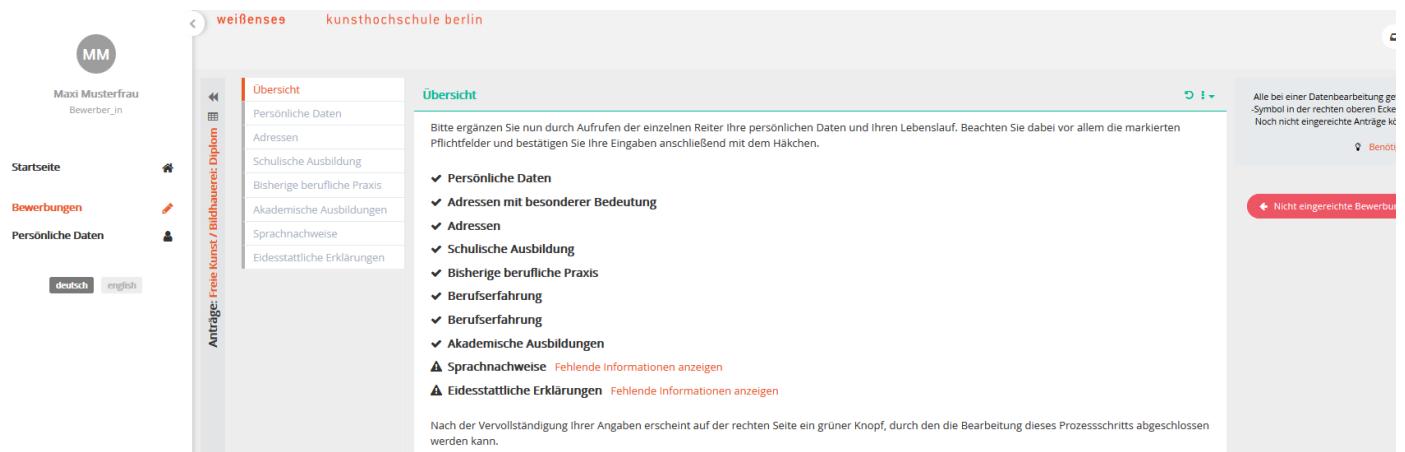 weißensee kunsthochschule berlin
MM
Maxi Musterfrau
Bewerber_in
Startseite
Bewerbungen
Persönliche Daten
deutsch english
Anträge: Freie Kunst / Bildhauerei: Diplom
Übersicht
Persönliche Daten
Adressen
Schulische Ausbildung
Bisherige berufliche Praxis
Akademische Ausbildungen
Sprachnachweise
Eidesstattliche Erklärungen
Übersicht
Bitte ergänzen Sie nun durch Aufrufen der einzelnen Reiter Ihre persönlichen Daten und Ihren Lebenslauf. Beachten Sie dabei vor allem die markierten
Pflichtfelder und bestätigen Sie Ihre Eingaben anschließend mit dem Häkchen.
Persönliche Daten
Adressen mit besonderer Bedeutung
Adressen
Schulische Ausbildung
Bisherige berufliche Praxis
Berufserfahrung
Berufserfahrung
Akademische Ausbildungen
Sprachnachweise Fehlende Informationen anzeigen
Eidesstattliche Erklärungen Fehlende Informationen anzeigen
Nach der Vervollständigung Ihrer Angaben erscheint auf der rechten Seite ein grüner Knopf, durch den die Bearbeitung dieses Prozessschritts abgeschlossen
werden kann.
Alle bei einer Datenbearbeitung
-Symbol in der rechten oberen Ecke
Noch nicht eingereichte Anträge
Nicht eingereichte